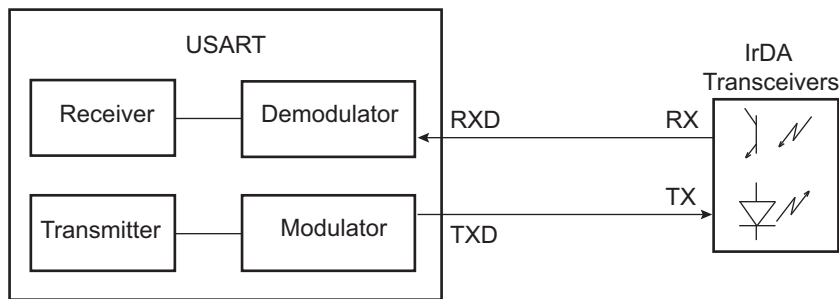 USART
IrDA
Transceivers
Receiver
Demodulator
RXD
RX
Transmitter
Modulator
TXD
TX